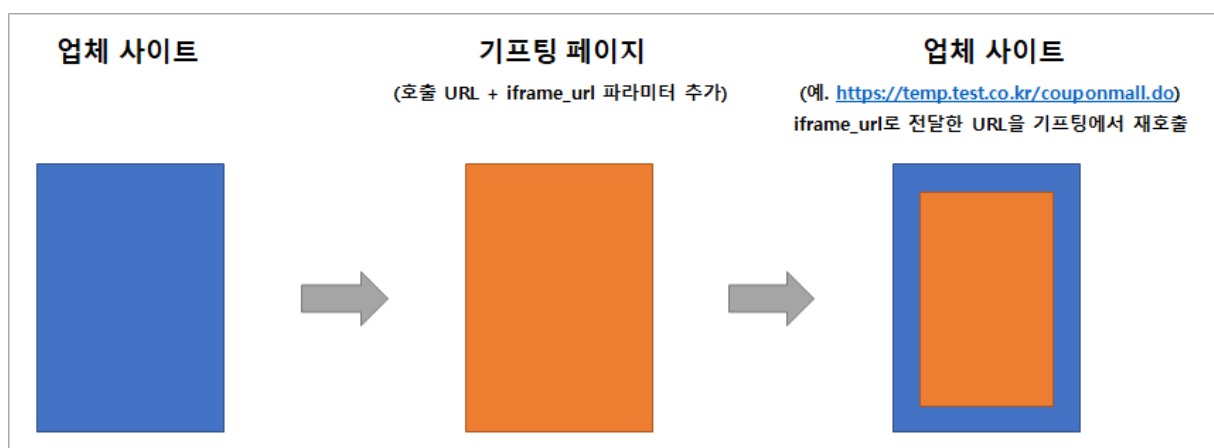 업체 사이트
기프팅 페이지
(호출 URL + iframe_url 파라미터 추가)
업체 사이트
(예. https://temp.test.co.kr/couponmall.do)
iframe_url로 전달한 URL을 기프팅에서 재호출